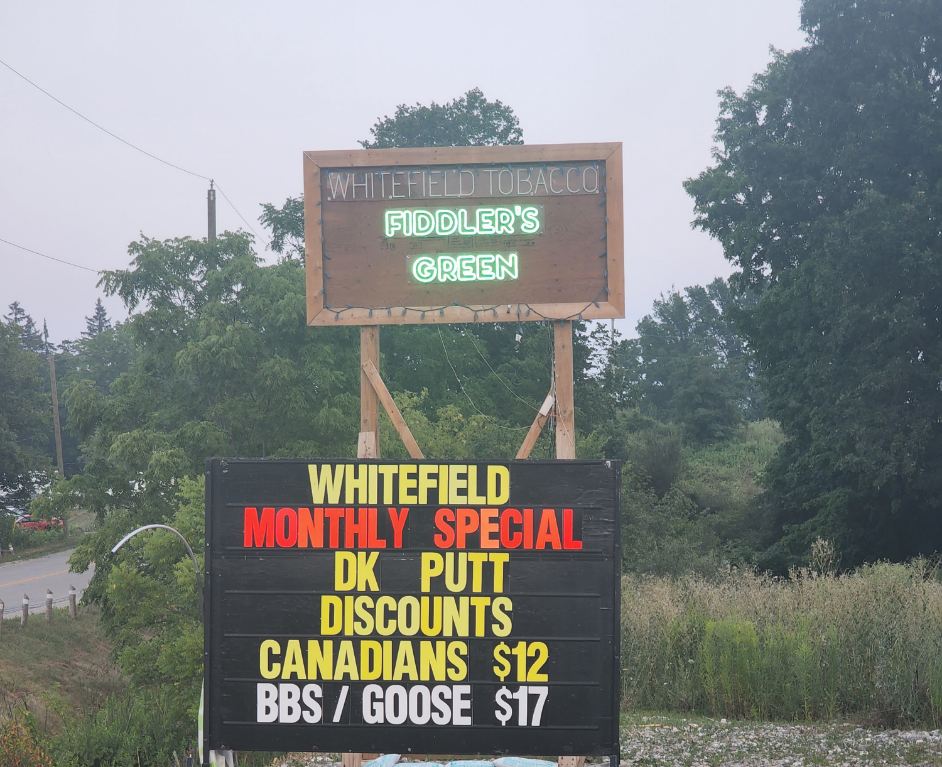 WHITEFIELD TOBACCO
FIDDLER'S
GREEN
WHITEFIELD
MONTHLY SPECIAL
DK PUTT
DISCOUNTS
CANADIANS $12
BBS / GOOSE $17